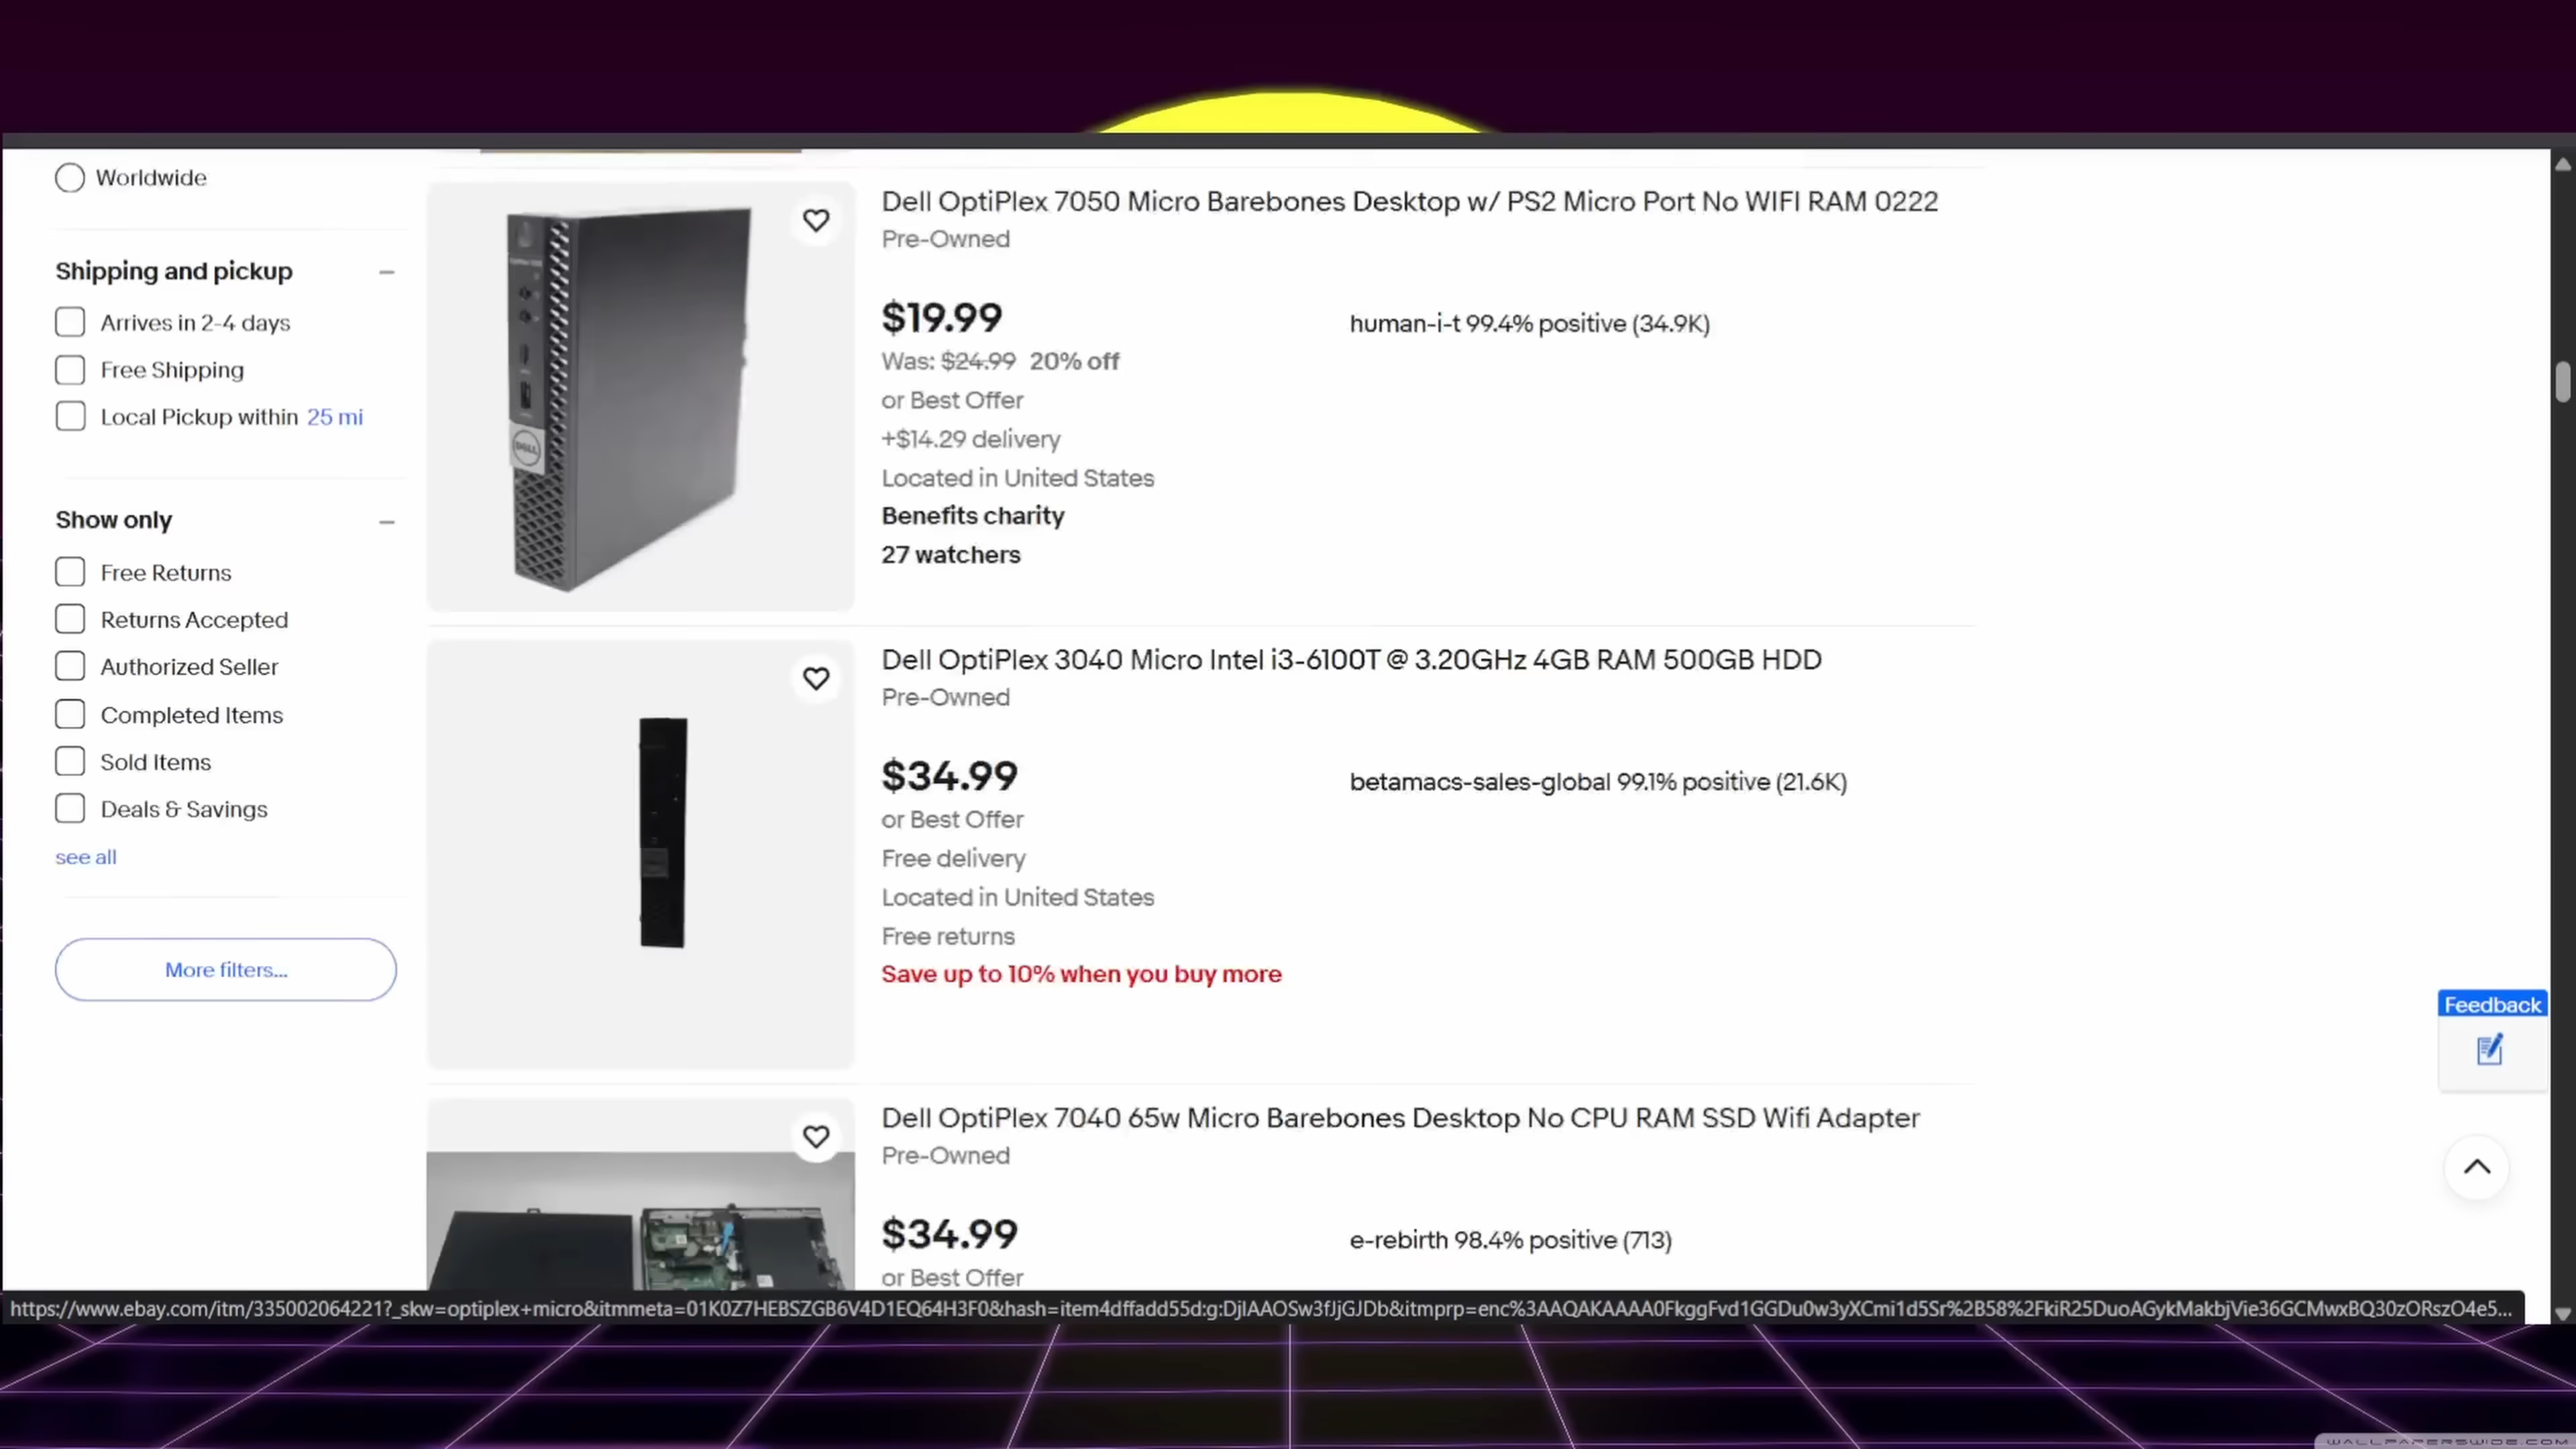 Worldwide
Shipping and pickup
Arrives in 2-4 days
Free Shipping
Local Pickup within 25 mi
Show only
Free Returns
Returns Accepted
Authorized Seller
Completed Items
Sold Items
Deals & Savings
see all
More filters...
DELL
Dell OptiPlex 7050 Micro Barebones Desktop w/ PS2 Micro Port No WIFI RAM 0222
Pre-Owned
$19.99
human-i-t 99.4% positive (34.9K)
Was: $24.99 20% off
or Best Offer
+$14.29 delivery
Located in United States
Benefits charity
27 watchers
Dell OptiPlex 3040 Micro Intel i3-6100T @ 3.20GHz 4GB RAM 500GB HDD
Pre-Owned
$34.99
betamacs-sales-global 99.1% positive (21.6K)
or Best Offer
Free delivery
Located in United States
Free returns
Save up to 10% when you buy more
Dell OptiPlex 7040 65w Micro Barebones Desktop No CPU RAM SSD Wifi Adapter
Pre-Owned
$34.99
e-rebirth 98.4% positive (713)
or Best Offer
Feedback
https://www.ebay.com/itm/335002064221?_skw=optiplex+micro&itmmeta=01K0Z7HEBSZGB6V4D1EQ64H3F0&hash=item4dffadd55d:g:DjIAAOSw3fJjGJDb&itmprp=enc%3AAQAKAAAA0FkggFvd1GGDu0w3yXCmi1d5Sr%2B58%2FkiR25DuoAGykMakbjVie36GCMwxBQ30zORszO4e5...
WALLPAPERSWIDE.COM